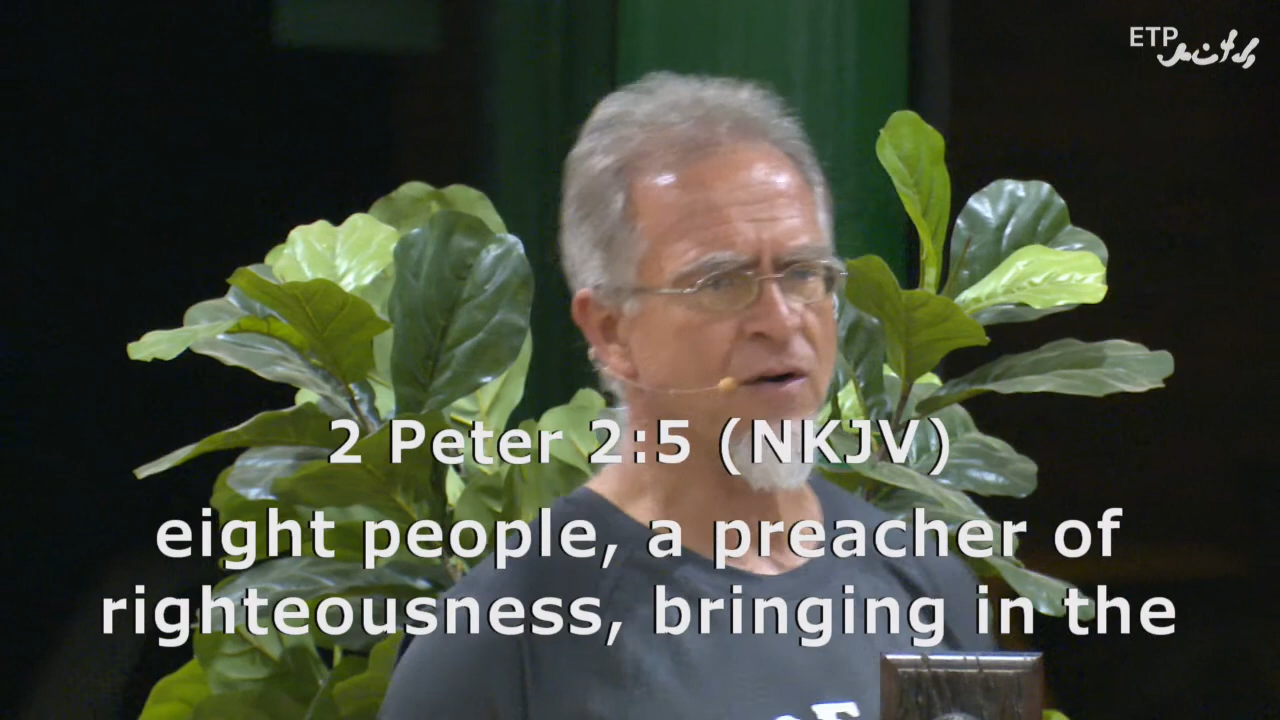 ETP
2 Peter 2:5 (NKJV)
eight people, a preacher of
righteousness, bringing in the